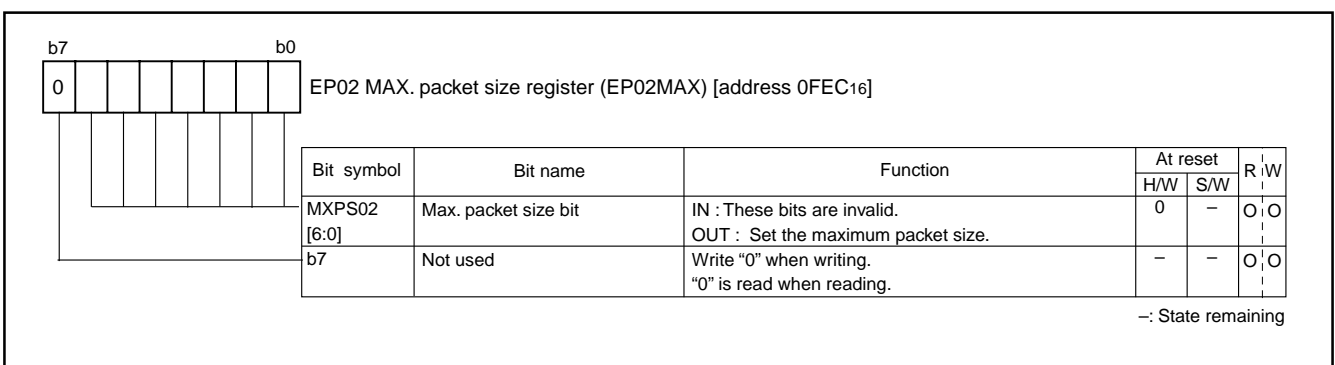 b7 b0
0 EP02 MAX. packet size register (EP02MAX) [address 0FEC16]
Bit symbol Bit name Function At reset R W
H/W S/W
MXPS02 Max. packet size bit IN : These bits are invalid. 0 – O O
[6:0] OUT : Set the maximum packet size.
b7 Not used Write “0” when writing. – – O O
“0” is read when reading.
–: State remaining